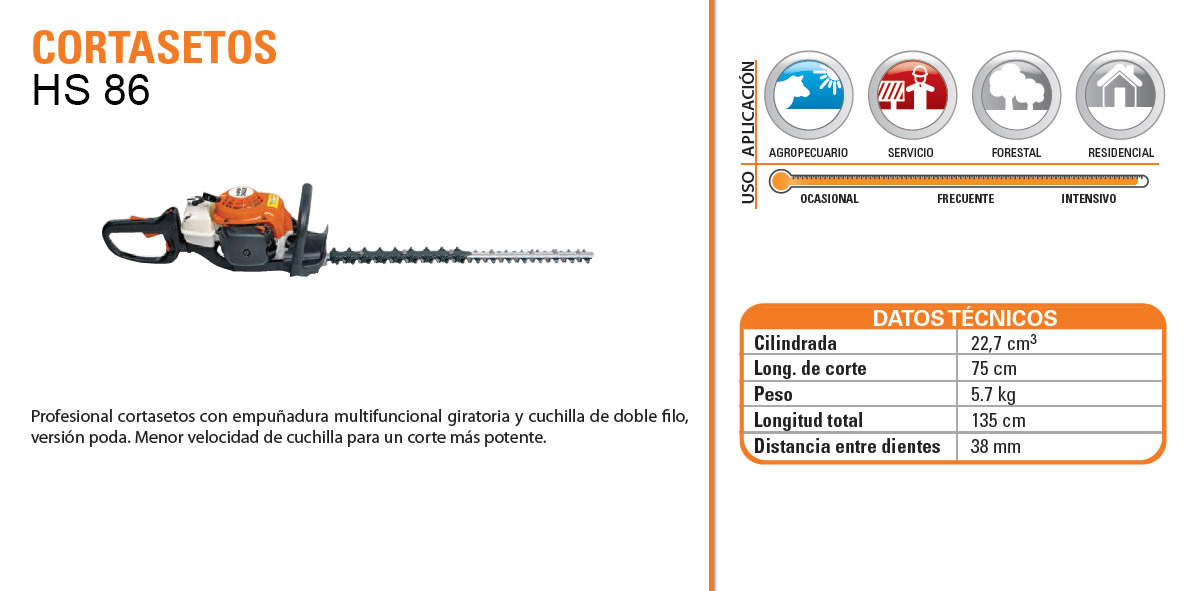 CORTASETOS
HS 86
Profesional cortasetos con empuñadura multifuncional giratoria y cuchilla de doble filo,
versión poda. Menor velocidad de cuchilla para un corte más potente.
APLICACIÓN
AGROPECUARIO
SERVICIO
FORESTAL
RESIDENCIAL
USO
OCASIONAL
FRECUENTE
INTENSIVO
DATOS TÉCNICOS
Cilindrada 22,7 cm³
Long. de corte 75 cm
Peso 5.7 kg
Longitud total 135 cm
Distancia entre dientes 38 mm